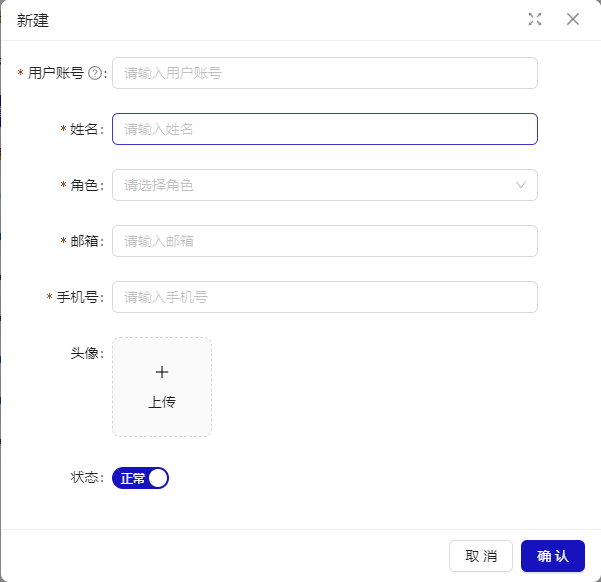 新建
* 用户账号 ? : 请输入用户账号
* 姓名: 请输入姓名
* 角色: 请选择角色
* 邮箱: 请输入邮箱
* 手机号: 请输入手机号
头像:
上传
状态: 正常
取 消 确 认